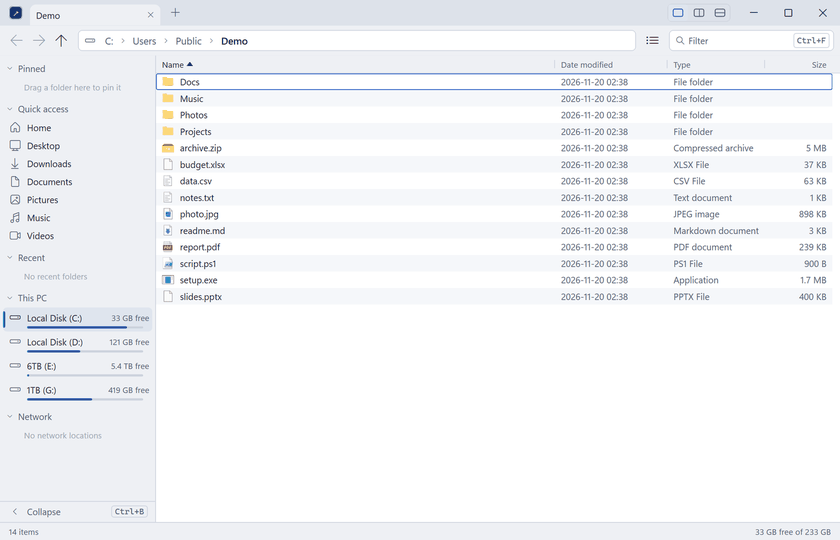 Demo
C: Users Public Demo
Filter Ctrl+F
Pinned
Drag a folder here to pin it
Quick access
Home
Desktop
Downloads
Documents
Pictures
Music
Videos
Recent
No recent folders
This PC
Local Disk (C:) 33 GB free
Local Disk (D:) 121 GB free
6TB (E:) 5.4 TB free
1TB (G:) 419 GB free
Network
No network locations
Collapse Ctrl+B
Name Date modified Type Size
Docs 2026-11-20 02:38 File folder
Music 2026-11-20 02:38 File folder
Photos 2026-11-20 02:38 File folder
Projects 2026-11-20 02:38 File folder
archive.zip 2026-11-20 02:38 Compressed archive 5 MB
budget.xlsx 2026-11-20 02:38 XLSX File 37 KB
data.csv 2026-11-20 02:38 CSV File 63 KB
notes.txt 2026-11-20 02:38 Text document 1 KB
photo.jpg 2026-11-20 02:38 JPEG image 898 KB
readme.md 2026-11-20 02:38 Markdown document 3 KB
report.pdf 2026-11-20 02:38 PDF document 239 KB
script.ps1 2026-11-20 02:38 PS1 File 900 B
setup.exe 2026-11-20 02:38 Application 1.7 MB
slides.pptx 2026-11-20 02:38 PPTX File 400 KB
14 items 33 GB free of 233 GB